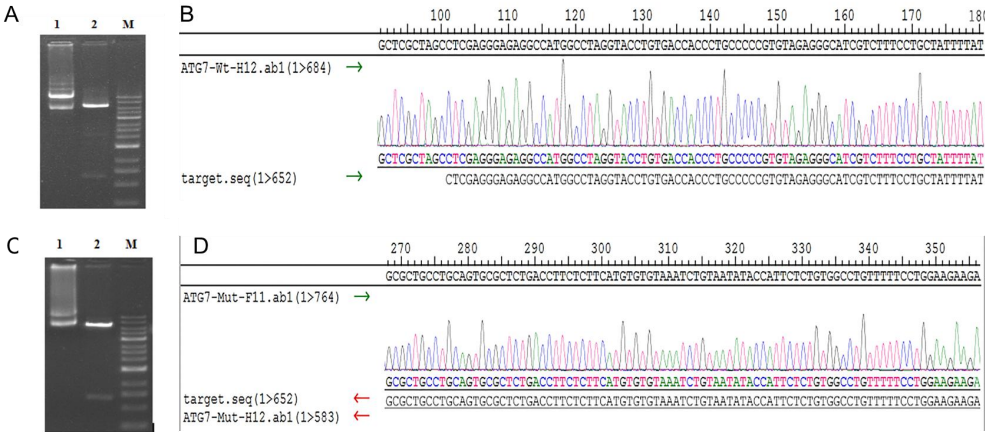 A
1 2 M
B
100 110 120 130 140 150 160 170 180
GCTCGCTAGCCTCGAGGGAGAGGCCATGGCCTAGGTACCTGTGACCACCCTGCCCCCGTGTAGAGGGCATCGTCTTTCCTGCTATTTTAT
ATG7-Wt-H12.ab1(1>684) →
GCTCGCTAGCCTCGAGGGAGAGGCCATGGCCTAGGTACCTGTGACCACCCTGCCCCCGTGTAGAGGGCATCGTCTTTCCTGCTATTTTAT
target.seq(1>652) →
CTCGAGGGAGAGGCCATGGCCTAGGTACCTGTGACCACCCTGCCCCCGTGTAGAGGGCATCGTCTTTCCTGCTATTTTAT
C
1 2 M
D
270 280 290 300 310 320 330 340 350
GCGCTGCCTGCAGTGCGCTCTGACCTTCTCTTCATGTGTGTAAATCTGTAATATACCATTCTCTGTGGCCTGTTTTTCCTGGAAGAAGA
ATG7-Mut-F11.ab1(1>764) →
GCGCTGCCTGCAGTGCGCTCTGACCTTCTCTTCATGTGTGTAAATCTGTAATATACCATTCTCTGTGGCCTGTTTTTCCTGGAAGAAGA
target.seq(1>652) ←
GCGCTGCCTGCAGTGCGCTCTGACCTTCTCTTCATGTGTGTAAATCTGTAATATACCATTCTCTGTGGCCTGTTTTTCCTGGAAGAAGA
ATG7-Mut-H12.ab1(1>583) ←